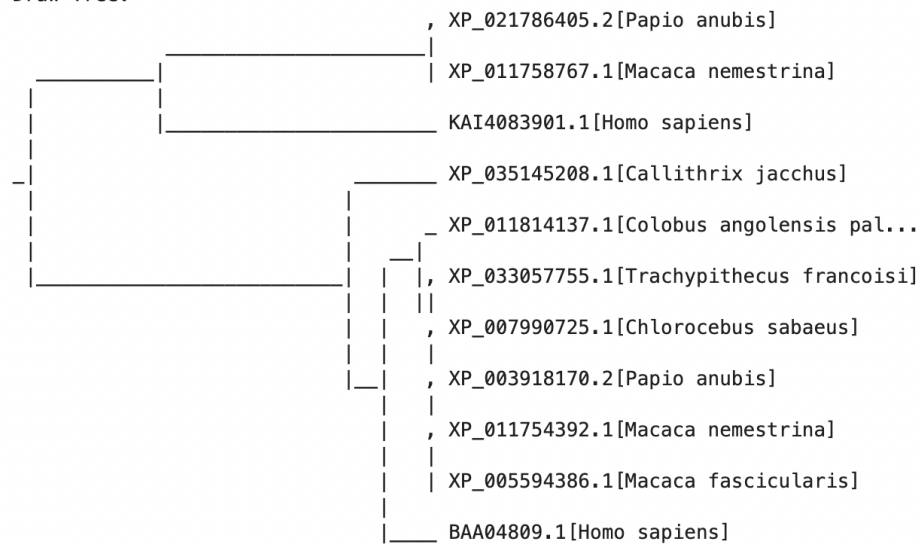 XP_021786405.2[Papio anubis]
XP_011758767.1[Macaca nemestrina]
KAI4083901.1[Homo sapiens]
XP_035145208.1[Callithrix jacchus]
XP_011814137.1[Colobus angolensis pal...
XP_033057755.1[Trachypithecus francoisi]
XP_007990725.1[Chlorocebus sabaeus]
XP_003918170.2[Papio anubis]
XP_011754392.1[Macaca nemestrina]
XP_005594386.1[Macaca fascicularis]
BAA04809.1[Homo sapiens]